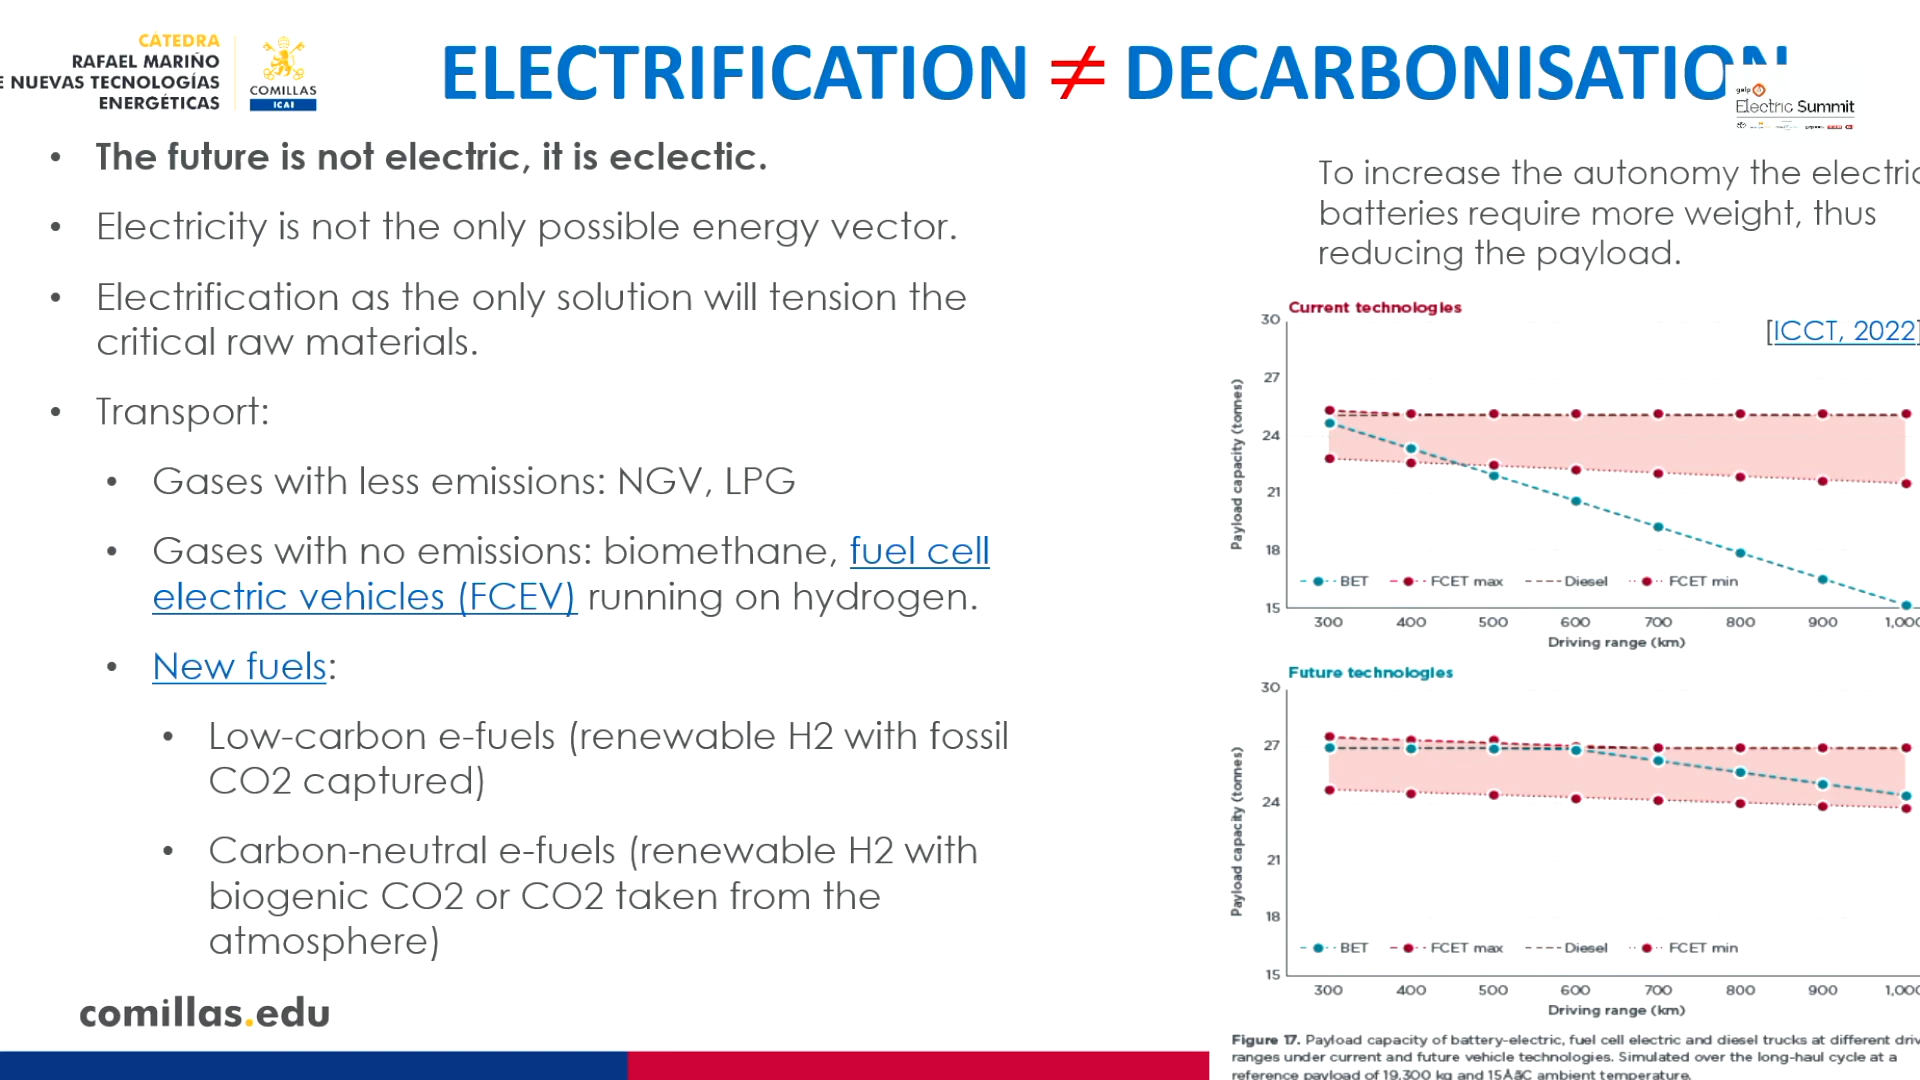 CÁTEDRA
RAFAEL MARIÑO
E NUEVAS TECNOLOGÍAS
ENERGÉTICAS
COMILLAS
ICAI
ELECTRIFICATION ≠ DECARBONISATION
galp
Electric Summit
• The future is not electric, it is eclectic.
• Electricity is not the only possible energy vector.
• Electrification as the only solution will tension the
critical raw materials.
• Transport:
• Gases with less emissions: NGV, LPG
• Gases with no emissions: biomethane, fuel cell
electric vehicles (FCEV) running on hydrogen.
• New fuels:
• Low-carbon e-fuels (renewable H2 with fossil
CO2 captured)
• Carbon-neutral e-fuels (renewable H2 with
biogenic CO2 or CO2 taken from the
atmosphere)
comillas.edu
To increase the autonomy the electric
batteries require more weight, thus
reducing the payload.
Current technologies
[ICCT, 2022]
Payload capacity (tonnes)
30
27
24
21
18
15
BET FCET max Diesel FCET min
300 400 500 600 700 800 900 1,000
Driving range (km)
Future technologies
Payload capacity (tonnes)
30
27
24
21
18
15
BET FCET max Diesel FCET min
300 400 500 600 700 800 900 1,000
Driving range (km)
Figure 17. Payload capacity of battery-electric, fuel cell electric and diesel trucks at different driv
ranges under current and future vehicle technologies. Simulated over the long-haul cycle at a
reference payload of 19,300 kg and 15ÅãC ambient temperature.